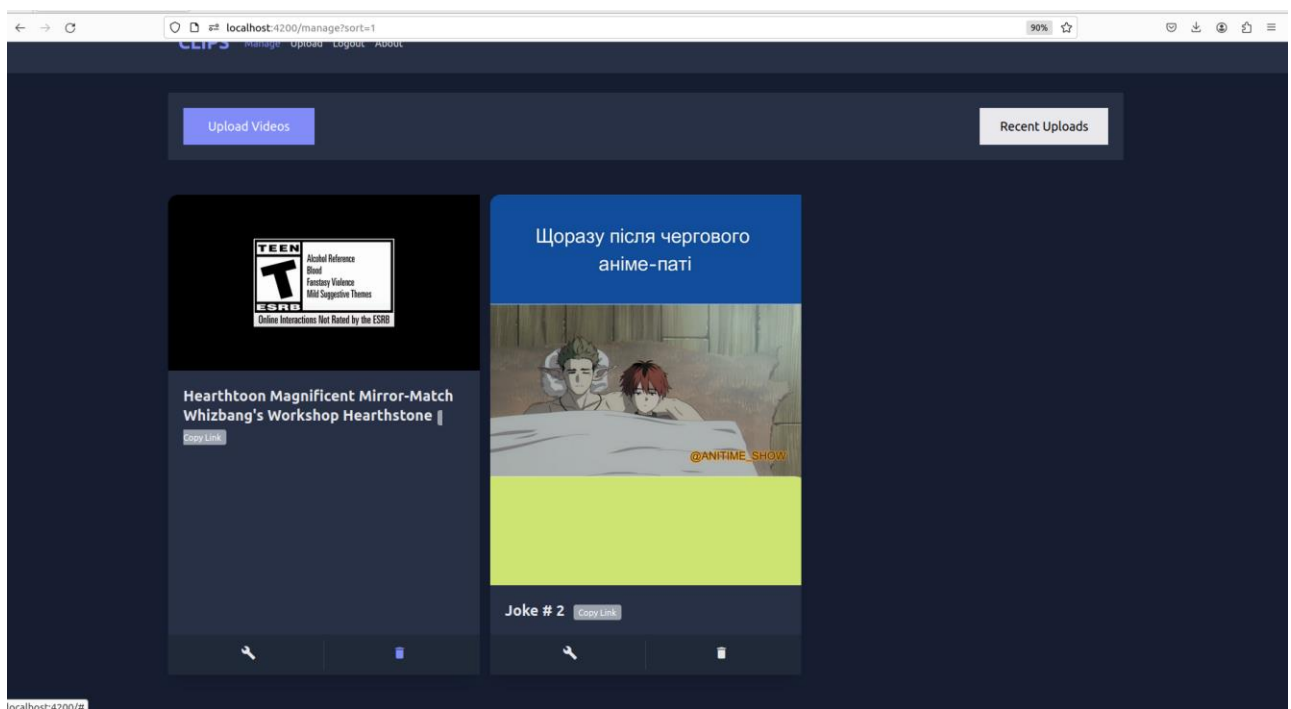 localhost:4200/manage?sort=1
90%
CLIPS Manage Upload Logout About
Upload Videos
Recent Uploads
TEEN
T
ESRB
Alcohol Reference
Blood
Fanstasy Violence
Mild Suggestive Themes
Online Interactions Not Rated by the ESRB
Hearthtoon Magnificent Mirror-Match
Whizbang's Workshop Hearthstone
Copy Link
Щоразу після чергового
аніме-паті
@ANITIME_SHOW
Joke # 2 Copy Link
localhost:4200/#